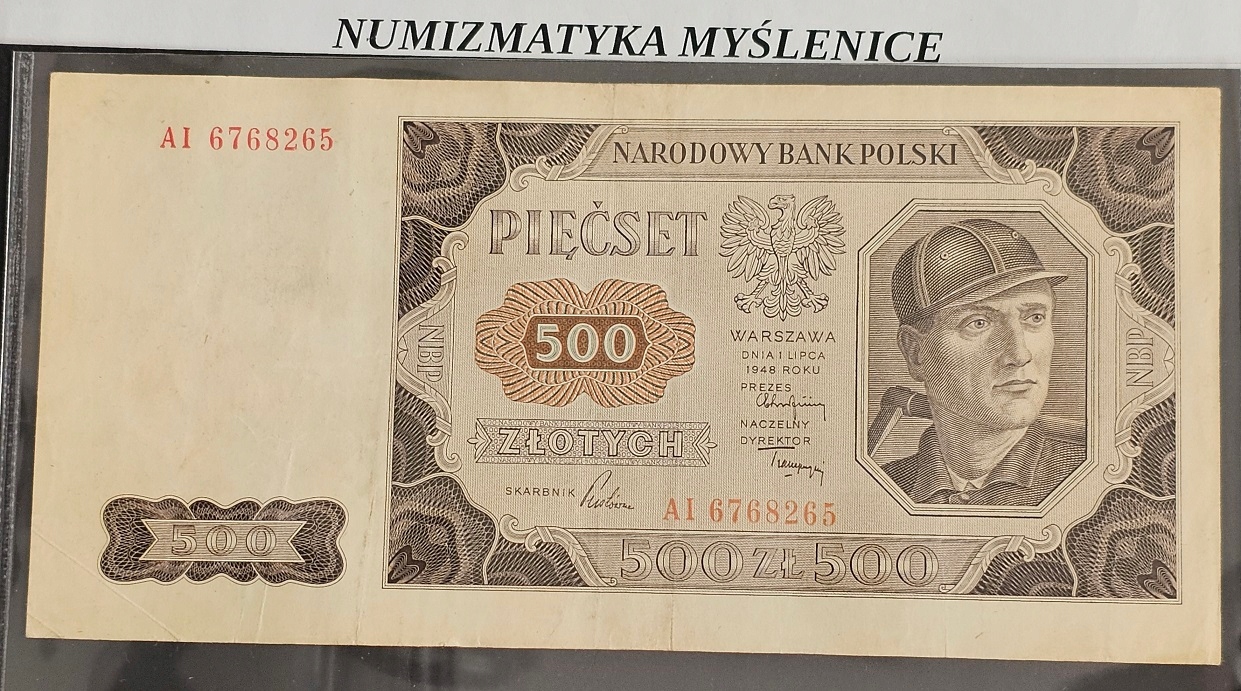 NUMIZMATYKA MYŚLENICE
AI 6768265
NARODOWY BANK POLSKI
PIĘĆSET
500
NBP
NBP
WARSZAWA
DNIA 1 LIPCA
1948 ROKU
PREZES
NACZELNY
DYREKTOR
ZŁOTYCH
SKARBNIK
AI 6768265
500
500 ZŁ 500